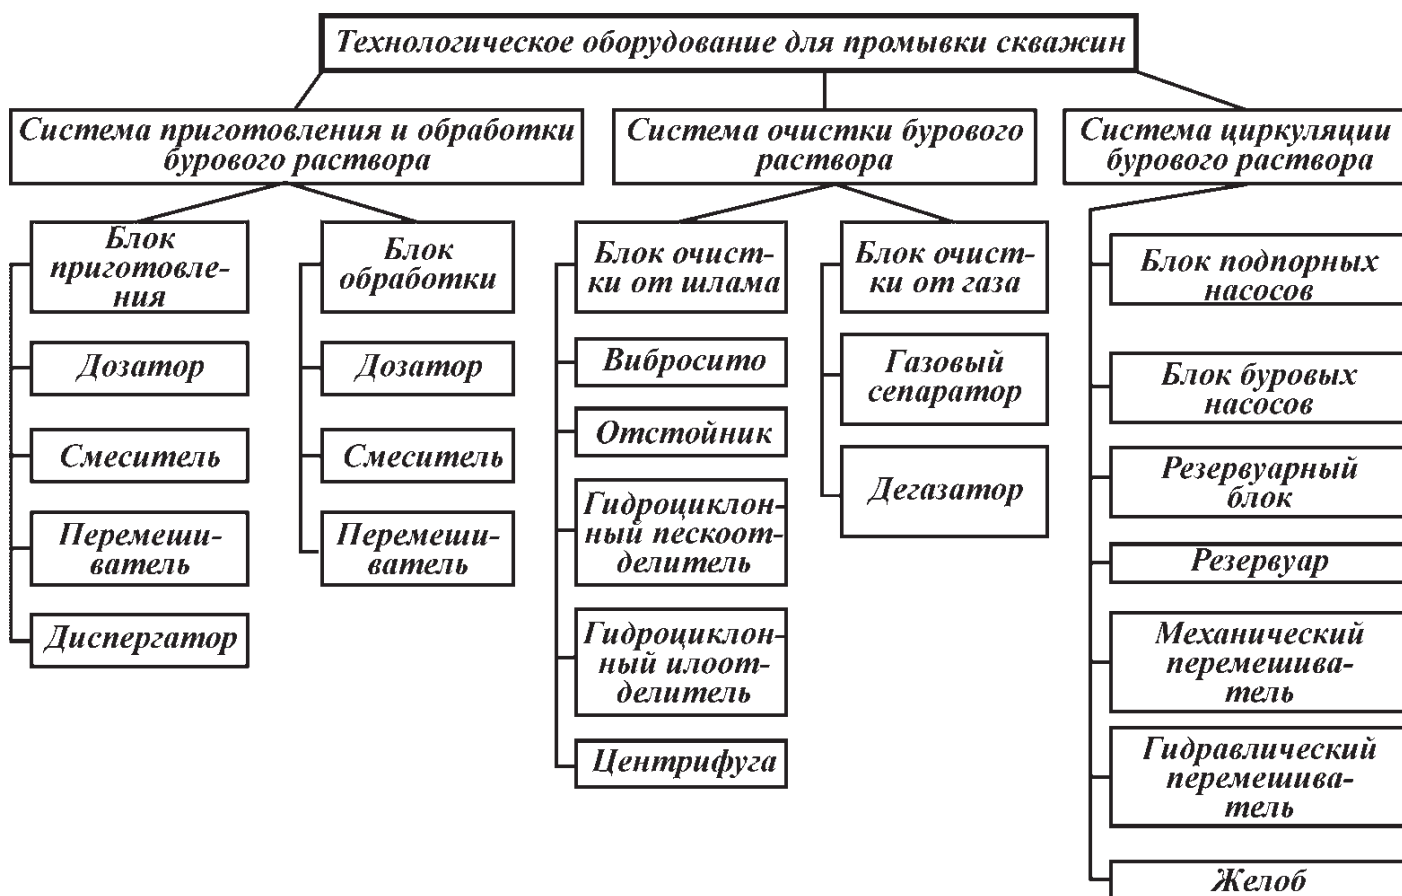 Технологическое оборудование для промывки скважин
Система приготовления и обработки
бурового раствора
Система очистки бурового
раствора
Система циркуляции
бурового раствора
Блок
приготовле-
ния
Дозатор
Смеситель
Перемеши-
ватель
Диспергатор
Блок
обработки
Дозатор
Смеситель
Перемеши-
ватель
Блок очист-
ки от шлама
Вибросито
Отстойник
Гидроциклон-
ный пескоот-
делитель
Гидроциклон-
ный илоот-
делитель
Центрифуга
Блок очист-
ки от газа
Газовый
сепаратор
Дегазатор
Блок подпорных
насосов
Блок буровых
насосов
Резервуарный
блок
Резервуар
Механический
перемешива-
тель
Гидравлический
перемешива-
тель
Желоб